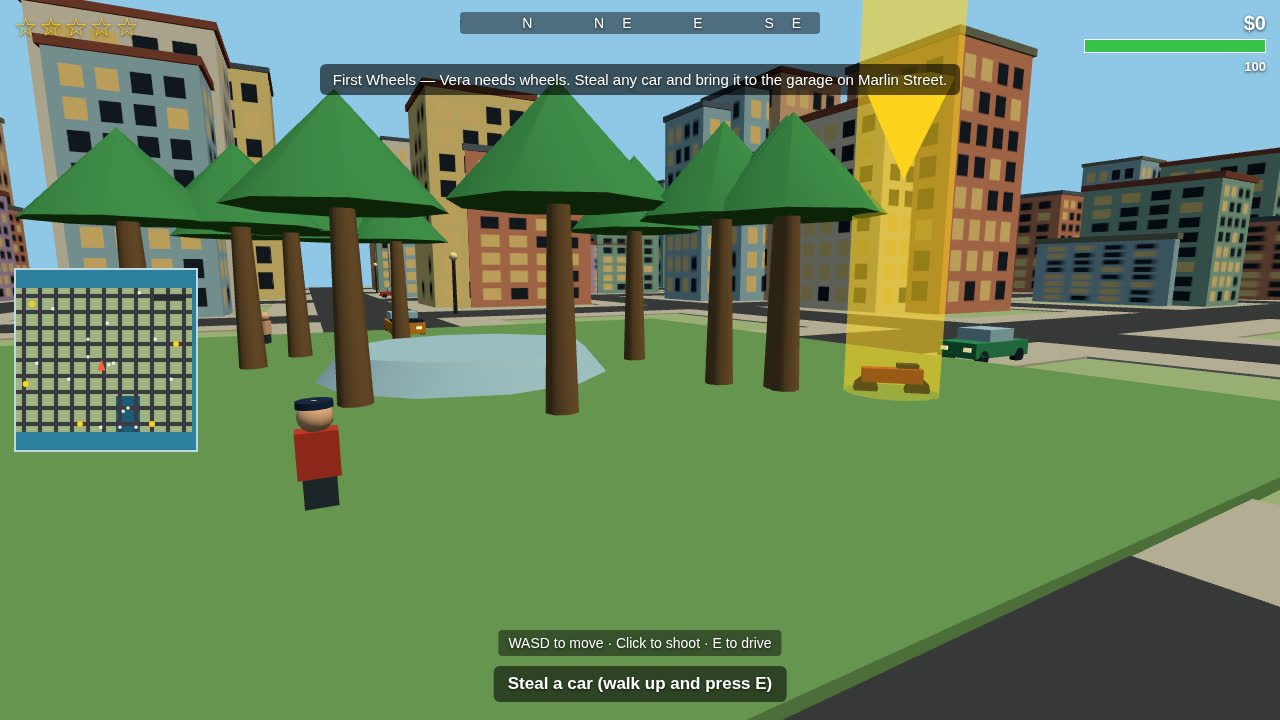 N NE E SE
$0
100
First Wheels — Vera needs wheels. Steal any car and bring it to the garage on Marlin Street.
WASD to move · Click to shoot · E to drive
Steal a car (walk up and press E)